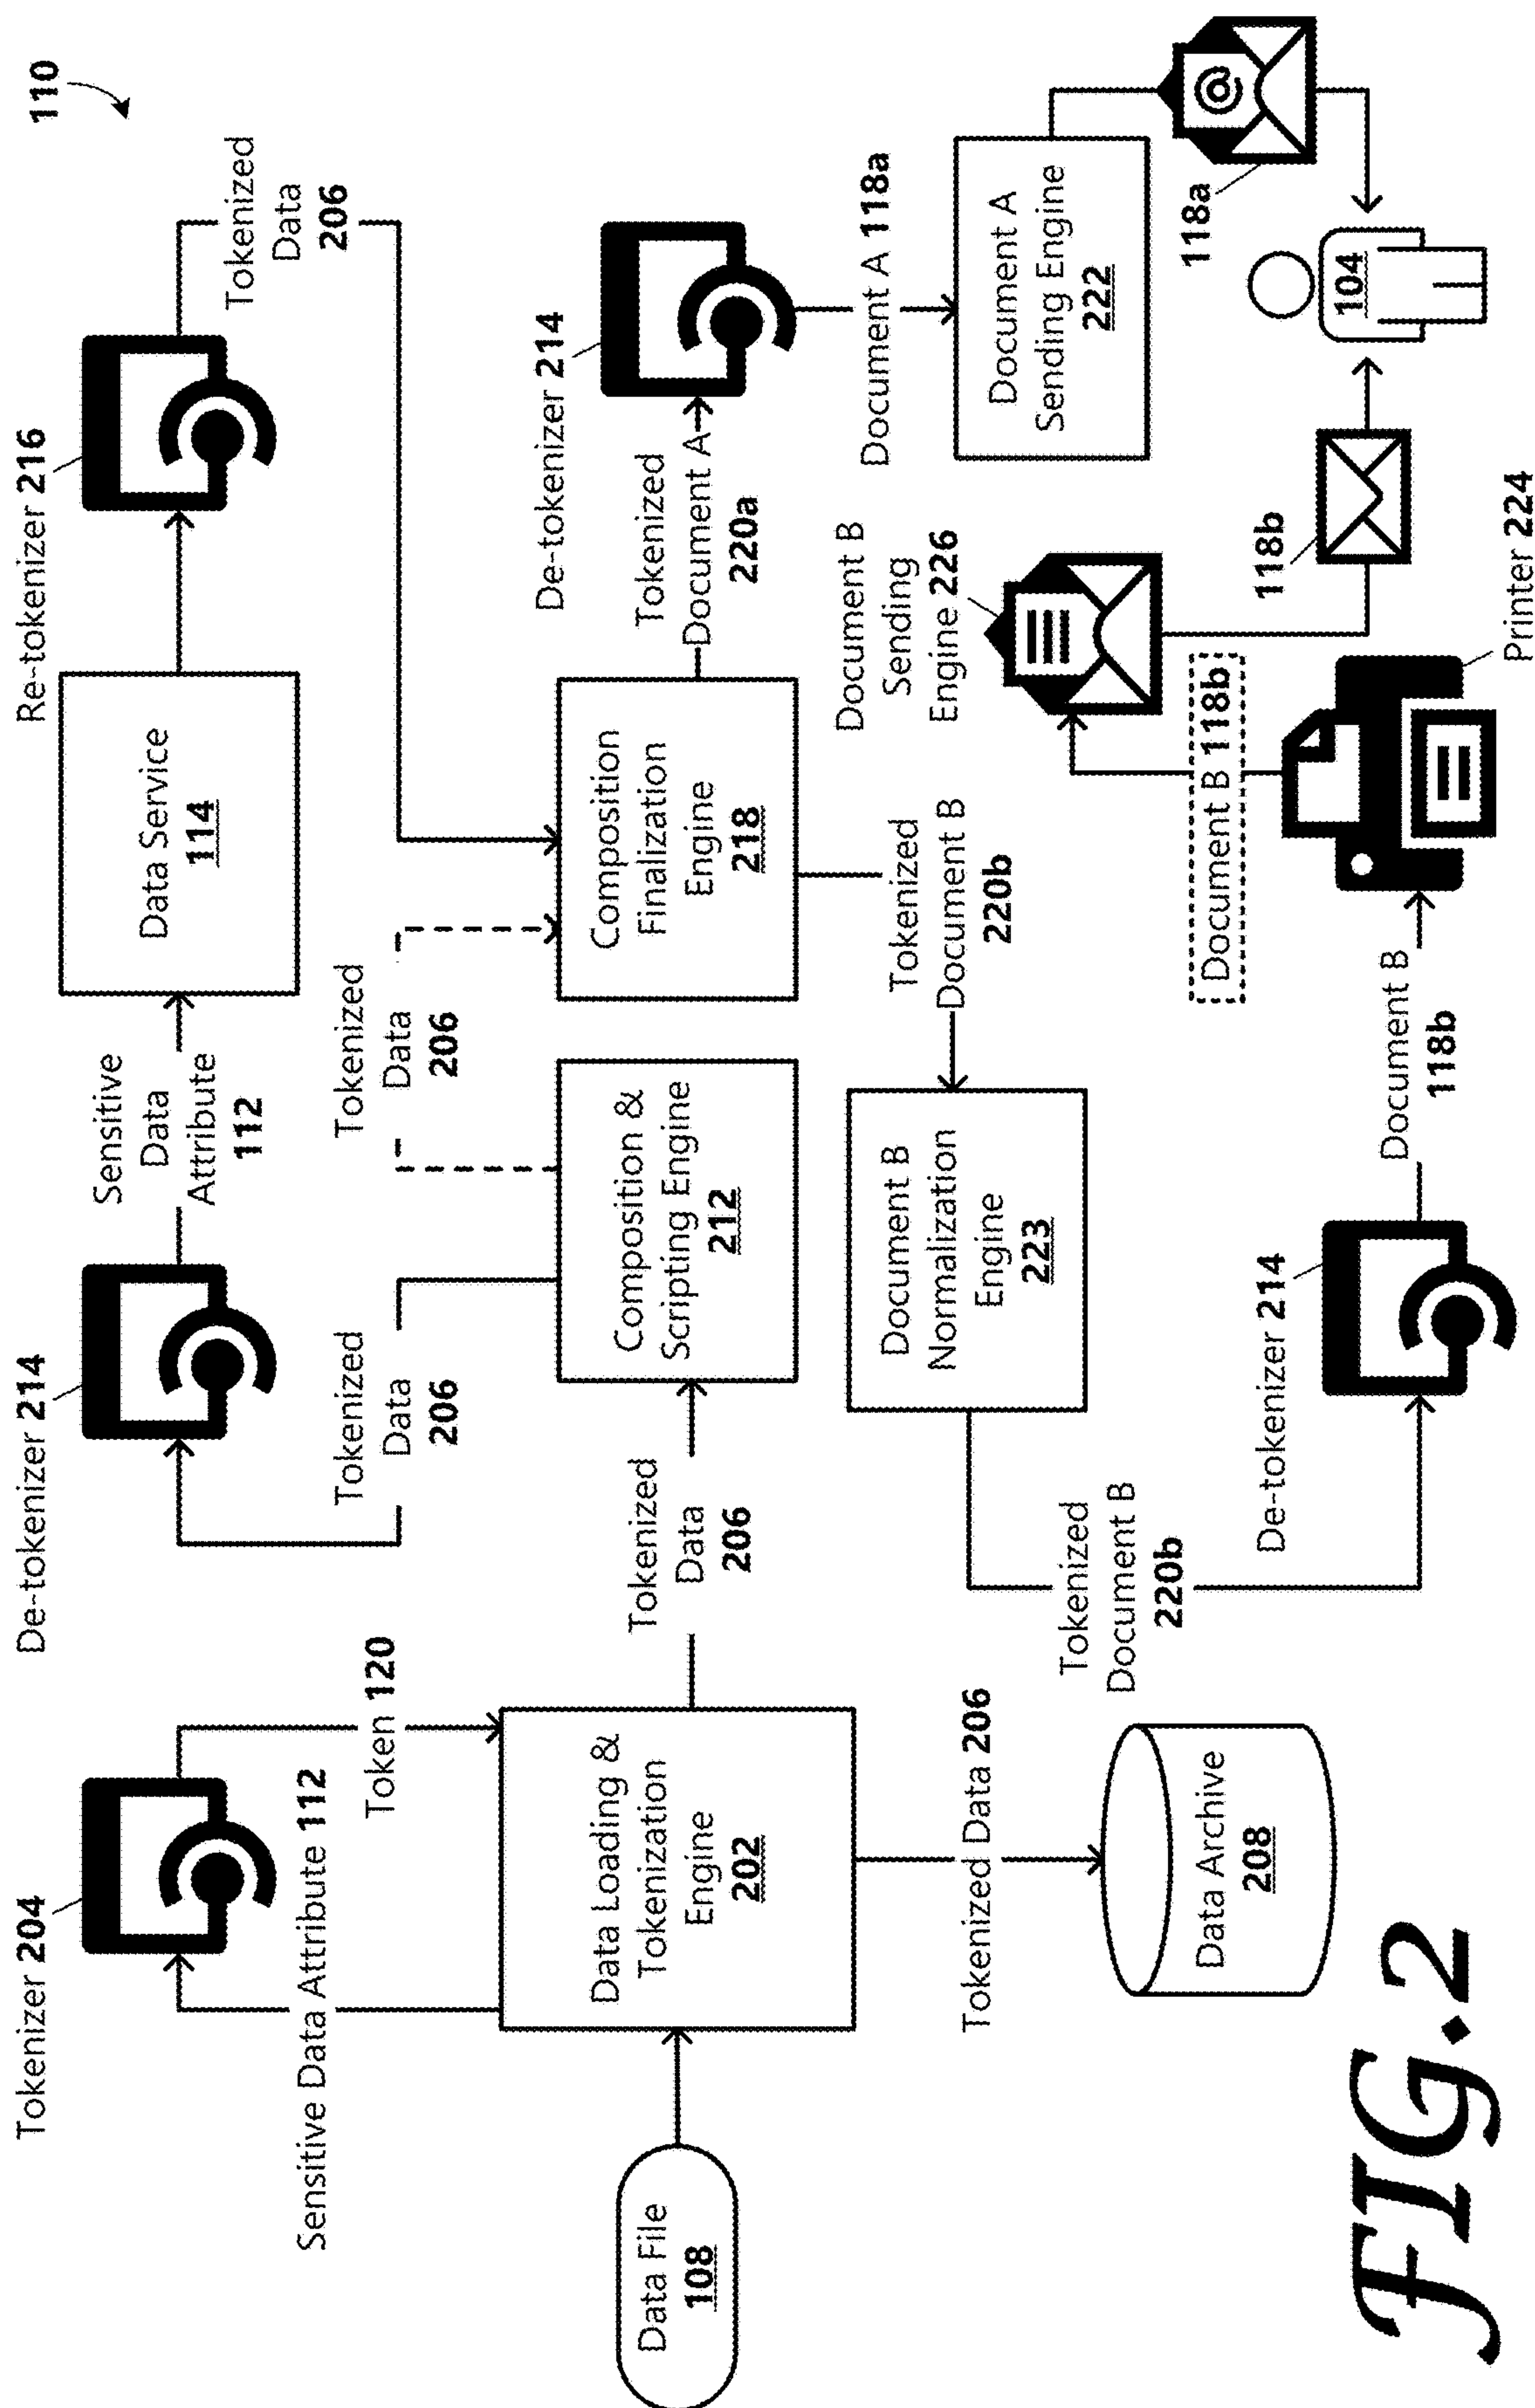 110
Tokenizer 204
De-tokenizer 214
Re-tokenizer 216
Sensitive
Data
Attribute
112
Data Service
114
Tokenized
Data
206
Sensitive Data Attribute 112
Token 120
Tokenized
Data
206
Tokenized
Data
206
Data File
108
Data Loading &
Tokenization
Engine
202
Tokenized
Data
206
Composition &
Scripting Engine
212
Composition
Finalization
Engine
218
De-tokenizer 214
Tokenized
Document A
220a
Document A 118a
Document A
Sending Engine
222
118a
Tokenized
Document B
220b
Document B
Sending
Engine 226
Document B
Normalization
Engine
223
Tokenized Data 206
Data Archive
208
Tokenized
Document B
220b
De-tokenizer 214
Document B
118b
Document B 118b
118b
104
Printer 224
FIG.2